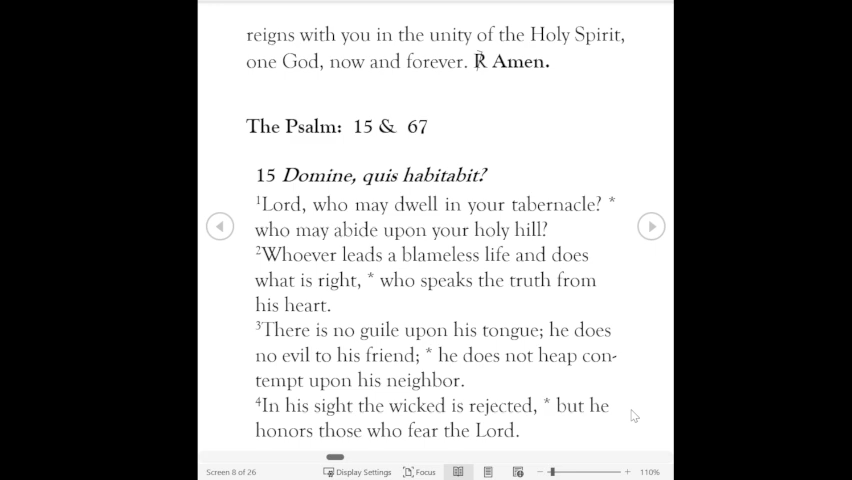 reigns with you in the unity of the Holy Spirit,
one God, now and forever. ℟ Amen.
The Psalm: 15 & 67
15 Domine, quis habitabit?
¹Lord, who may dwell in your tabernacle? *
who may abide upon your holy hill?
²Whoever leads a blameless life and does
what is right, * who speaks the truth from
his heart.
³There is no guile upon his tongue; he does
no evil to his friend; * he does not heap con-
tempt upon his neighbor.
⁴In his sight the wicked is rejected, * but he
honors those who fear the Lord.
Screen 8 of 26 Display Settings Focus 110%